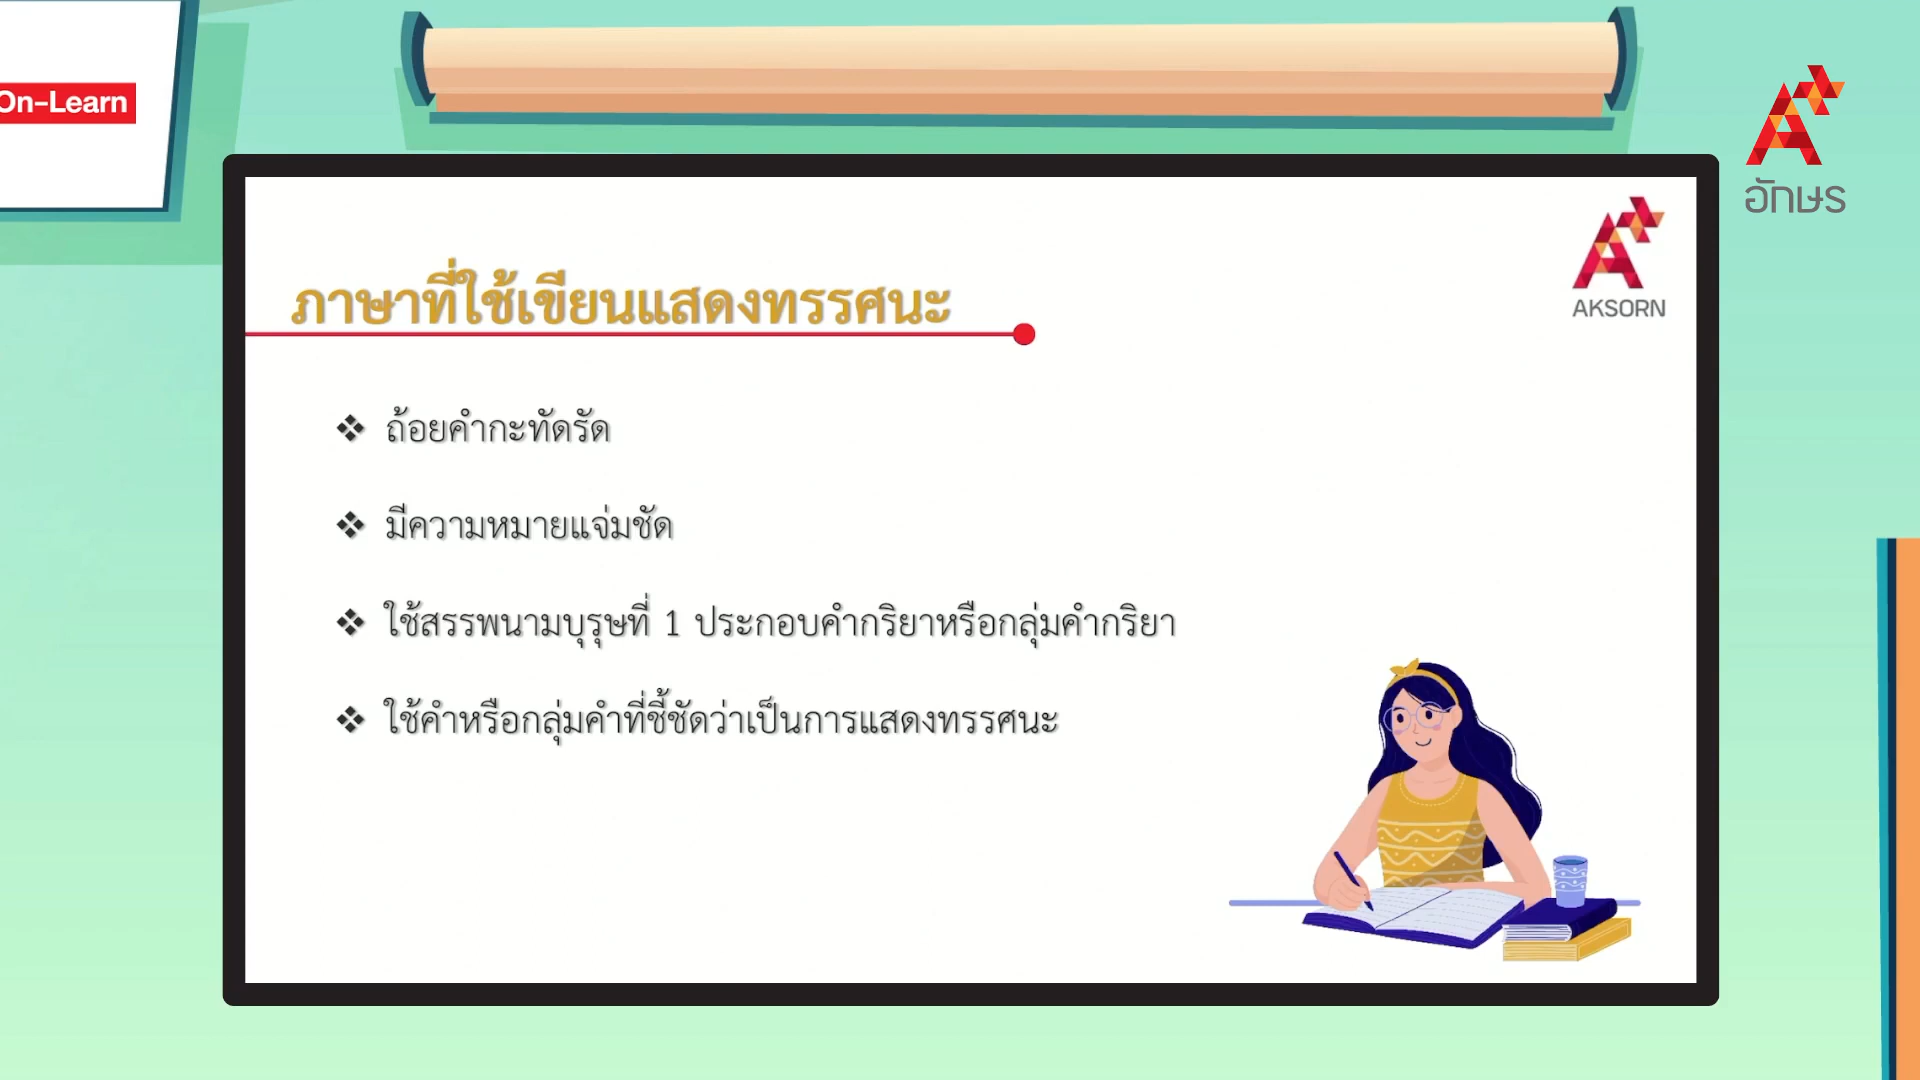 On-Learn
อักษร
AKSORN
ภาษาที่ใช้เขียนแสดงทรรศนะ
❖ ถ้อยคำกะทัดรัด
❖ มีความหมายแจ่มชัด
❖ ใช้สรรพนามบุรุษที่ 1 ประกอบคำกริยาหรือกลุ่มคำกริยา
❖ ใช้คำหรือกลุ่มคำที่ชี้ชัดว่าเป็นการแสดงทรรศนะ